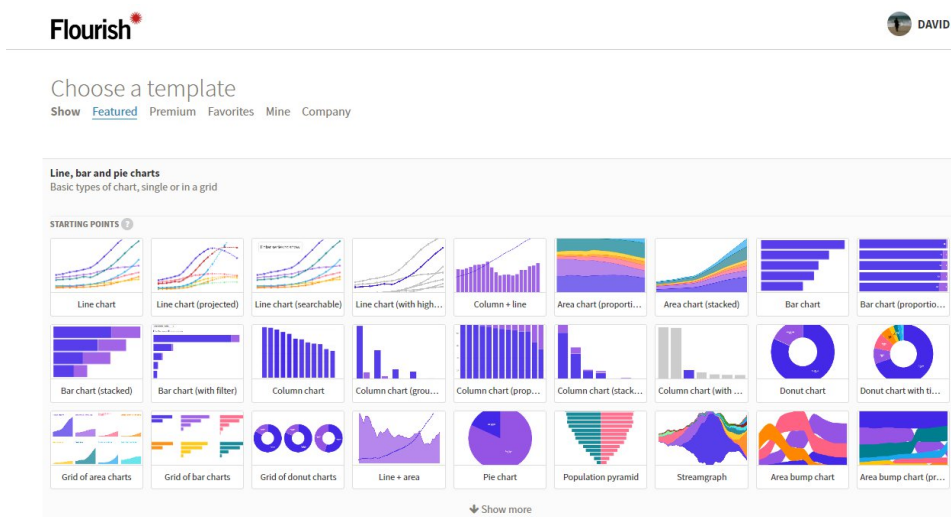 Flourish
DAVID
Choose a template
Show Featured Premium Favorites Mine Company
Line, bar and pie charts
Basic types of chart, single or in a grid
STARTING POINTS ?
Line chart
Line chart (projected)
Line chart (searchable)
Line chart (with high...
Column + line
Area chart (proporti...
Area chart (stacked)
Bar chart
Bar chart (proportio...
Bar chart (stacked)
Bar chart (with filter)
Column chart
Column chart (grou...
Column chart (prop...
Column chart (stack...
Column chart (with ...
Donut chart
Donut chart with ti...
Grid of area charts
Grid of bar charts
Grid of donut charts
Line + area
Pie chart
Population pyramid
Streamgraph
Area bump chart
Area bump chart (pr...
Show more